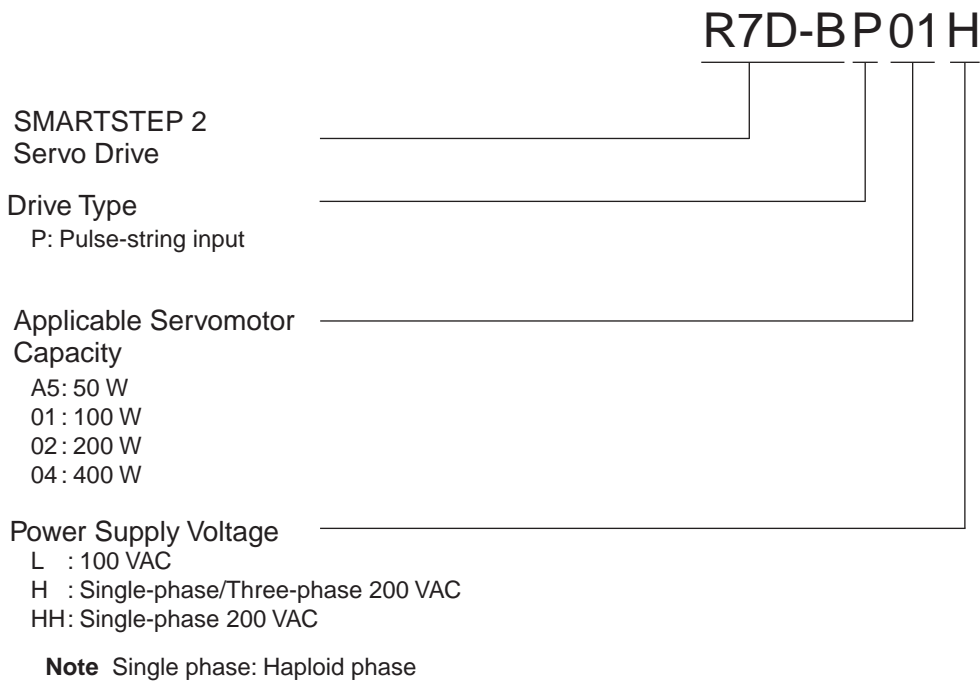 R7D-BP01H
SMARTSTEP 2
Servo Drive
Drive Type
P: Pulse-string input
Applicable Servomotor
Capacity
A5: 50 W
01 : 100 W
02 : 200 W
04 : 400 W
Power Supply Voltage
L : 100 VAC
H : Single-phase/Three-phase 200 VAC
HH: Single-phase 200 VAC
Note Single phase: Haploid phase